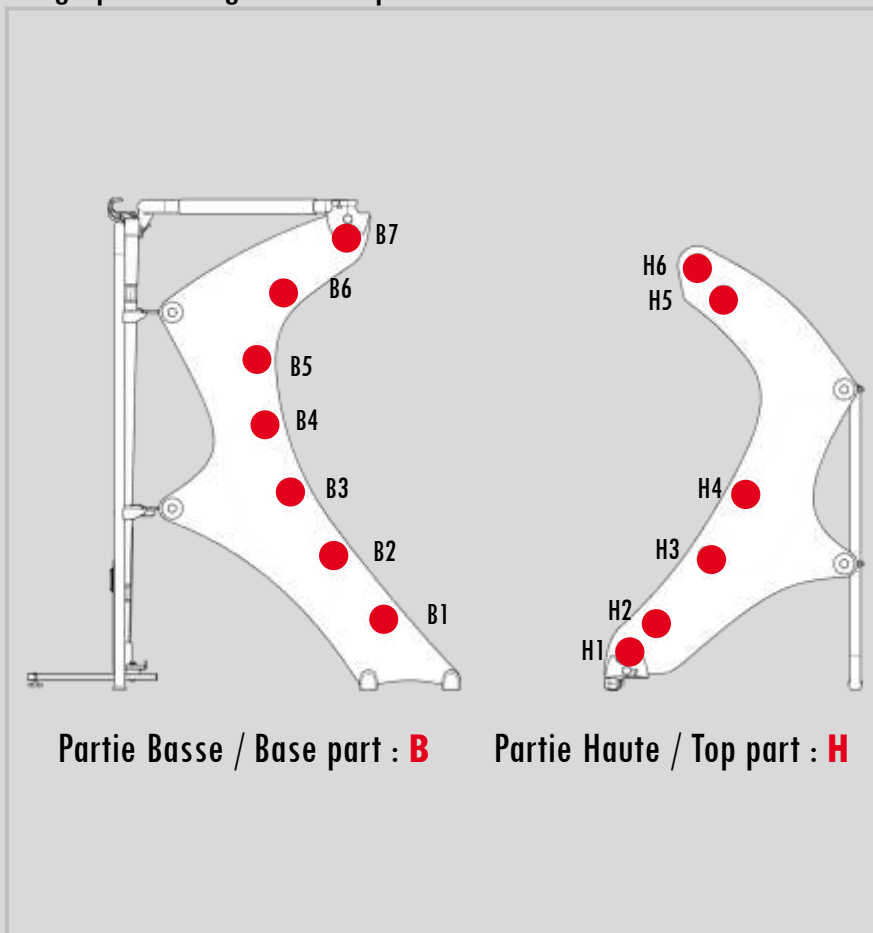 B7
B6
B5
B4
B3
B2
B1
H6
H5
H4
H3
H2
H1
Partie Basse / Base part : B
Partie Haute / Top part : H